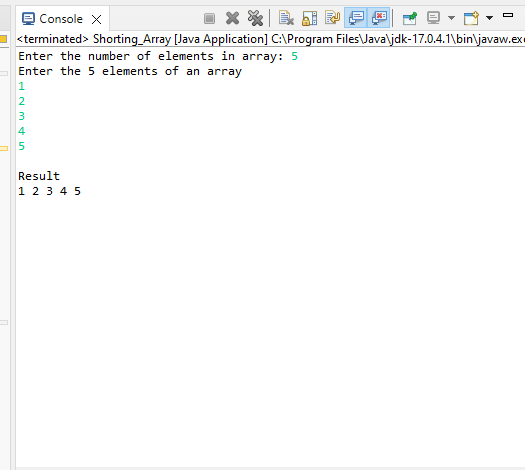 Console
<terminated> Shorting_Array [Java Application] C:\Program Files\Java\jdk-17.0.4.1\bin\javaw.exe
Enter the number of elements in array: 5
Enter the 5 elements of an array
1
2
3
4
5
Result
1 2 3 4 5